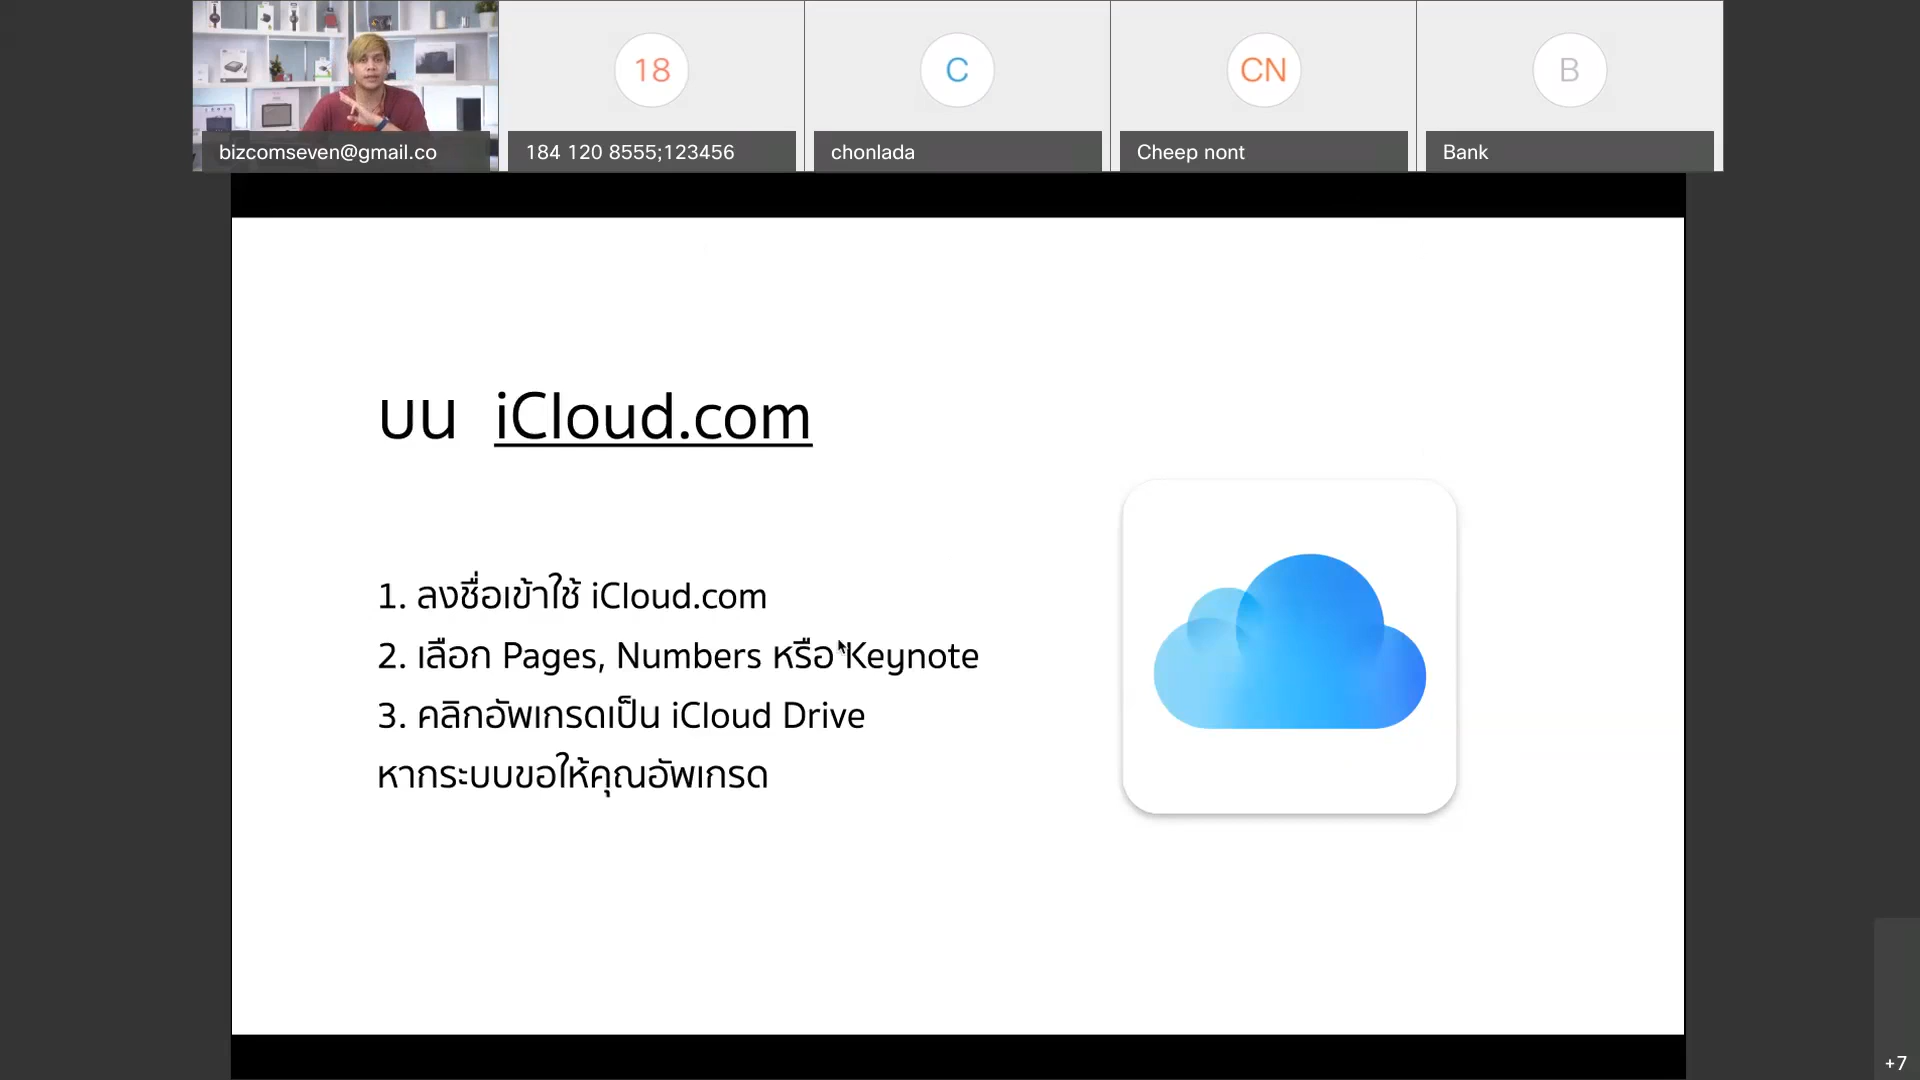 18
C
CN
B
bizcomseven@gmail.co
184 120 8555;123456
chonlada
Cheep nont
Bank
บน iCloud.com
1. ลงชื่อเข้าใช้ iCloud.com
2. เลือก Pages, Numbers หรือ Keynote
3. คลิกอัพเกรดเป็น iCloud Drive
หากระบบขอให้คุณอัพเกรด
+7